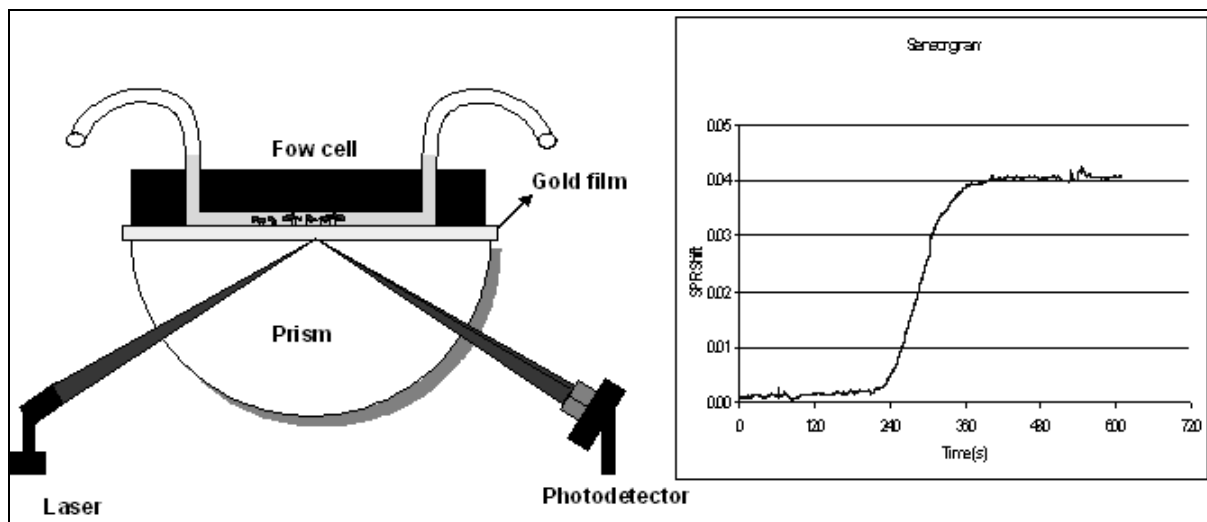 Fow cell
Gold film
Prism
Laser
Photodetector
Sensorgram
0.05
0.04
0.03
0.02
0.01
0.00
SPR Shift
0
120
240
360
480
600
720
Time(s)